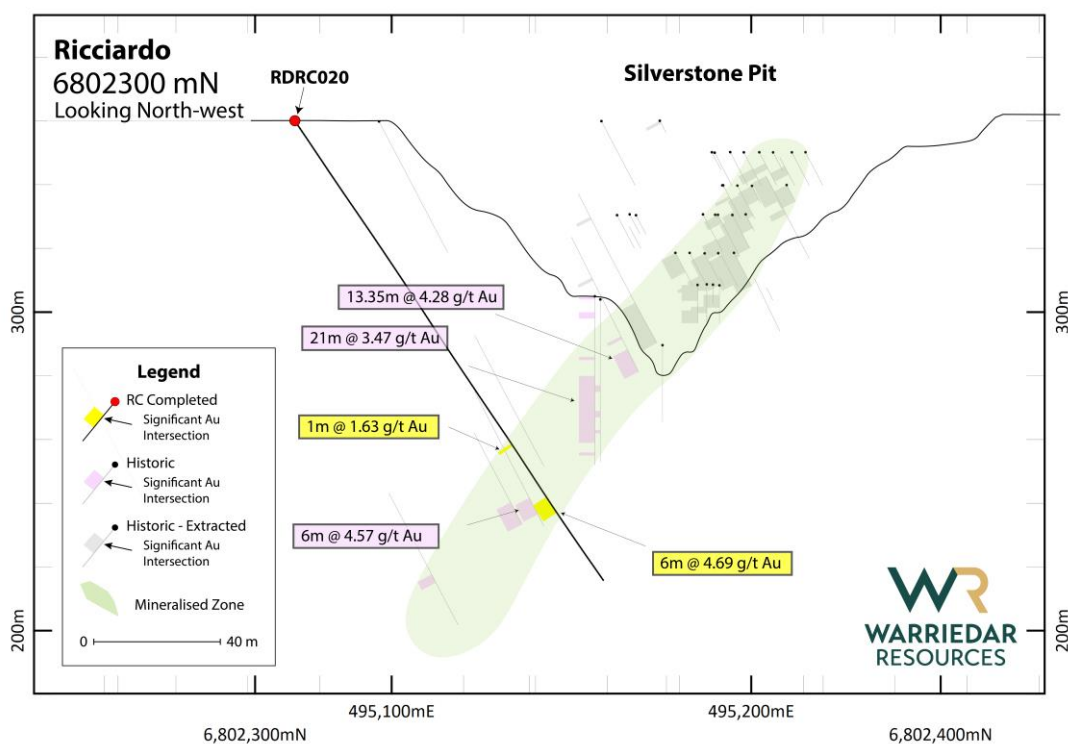 Ricciardo
6802300 mN
Looking North-west
RDRC020
Silverstone Pit
300m
300m
200m
200m
13.35m @ 4.28 g/t Au
21m @ 3.47 g/t Au
1m @ 1.63 g/t Au
6m @ 4.57 g/t Au
6m @ 4.69 g/t Au
Legend
RC Completed
Significant Au
Intersection
Historic
Significant Au
Intersection
Historic - Extracted
Significant Au
Intersection
Mineralised Zone
0 40 m
WR
WARRIEDAR
RESOURCES
495,100mE
495,200mE
6,802,300mN
6,802,400mN